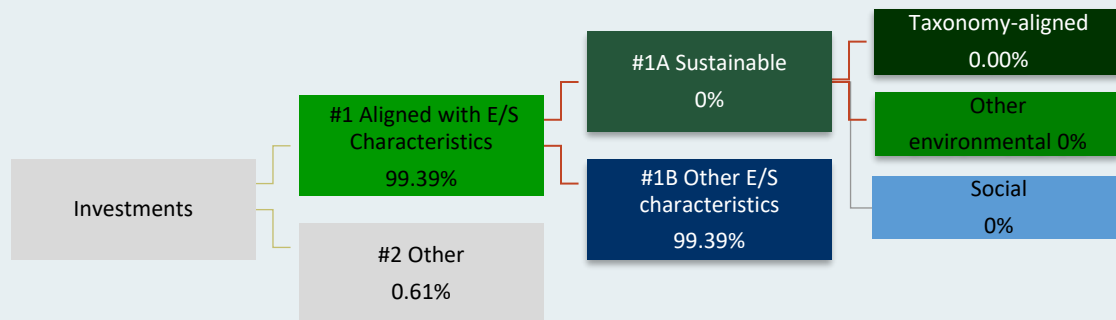 Investments
#1 Aligned with E/S
Characteristics
99.39%
#2 Other
0.61%
#1A Sustainable
0%
#1B Other E/S
characteristics
99.39%
Taxonomy-aligned
0.00%
Other
environmental 0%
Social
0%